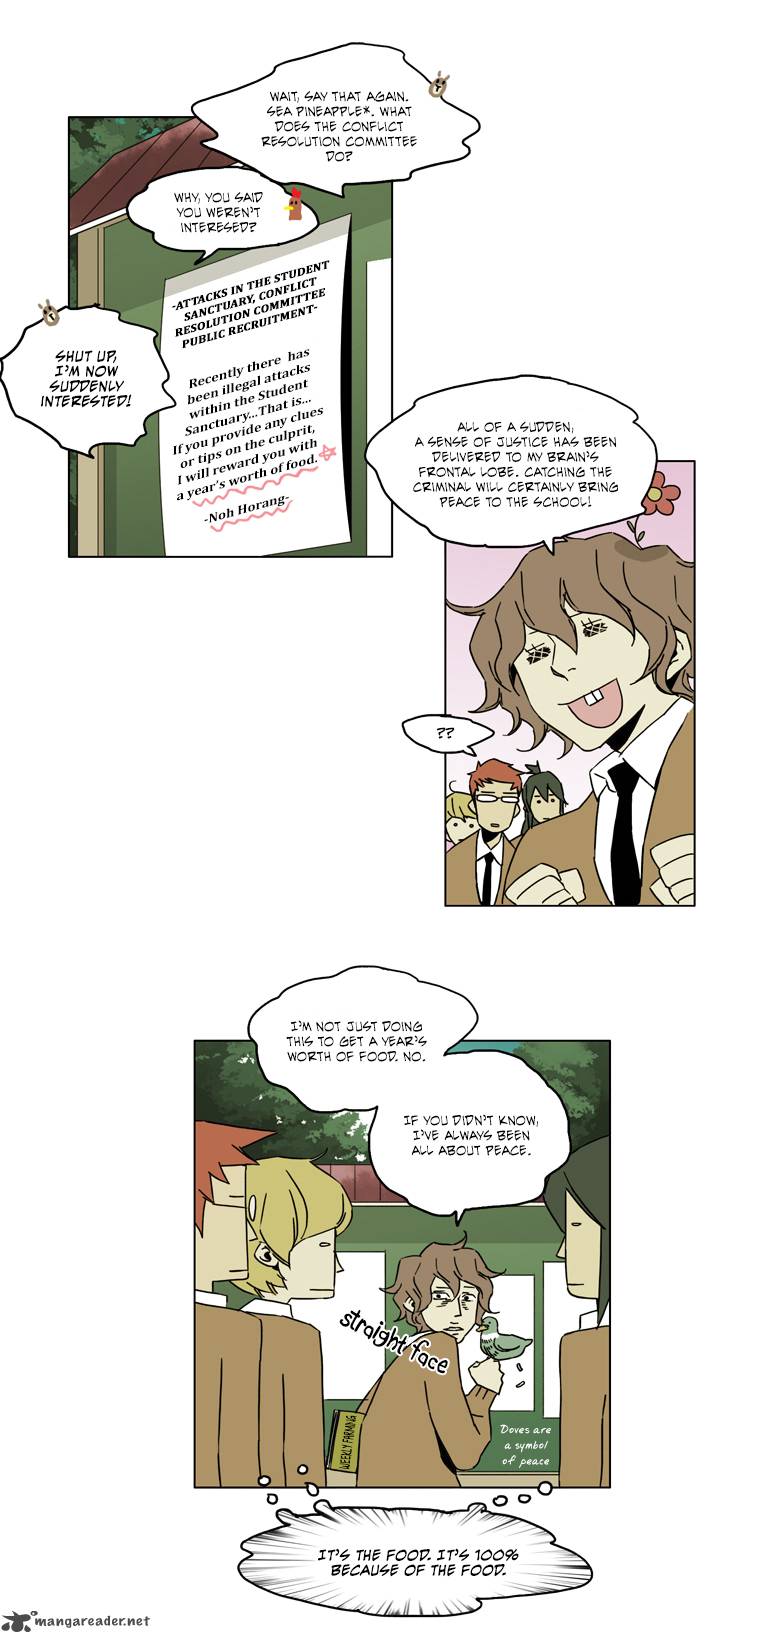 WAIT, SAY THAT AGAIN.
SEA PINEAPPLE*. WHAT
DOES THE CONFLICT
RESOLUTION COMMITTEE
DO?
WHY, YOU SAID
YOU WEREN'T
INTERESED?
-ATTACKS IN THE STUDENT
SANCTUARY, CONFLICT
RESOLUTION COMMITTEE
PUBLIC RECRUITMENT-
Recently there has
been illegal attacks
within the Student
Sanctuary...That is...
If you provide any clues
or tips on the culprit,
I will reward you with
a year's worth of food.
-Noh Horang-
SHUT UP,
I'M NOW
SUDDENLY
INTERESTED!
ALL OF A SUDDEN,
A SENSE OF JUSTICE HAS BEEN
DELIVERED TO MY BRAIN'S
FRONTAL LOBE. CATCHING THE
CRIMINAL WILL CERTAINLY BRING
PEACE TO THE SCHOOL!
??
I'M NOT JUST DOING
THIS TO GET A YEAR'S
WORTH OF FOOD. NO.
IF YOU DIDN'T KNOW,
I'VE ALWAYS BEEN
ALL ABOUT PEACE.
straight face
WEEKLY FARMING
Doves are
a symbol
of peace
IT'S THE FOOD. IT'S 100%
BECAUSE OF THE FOOD.
mangareader.net